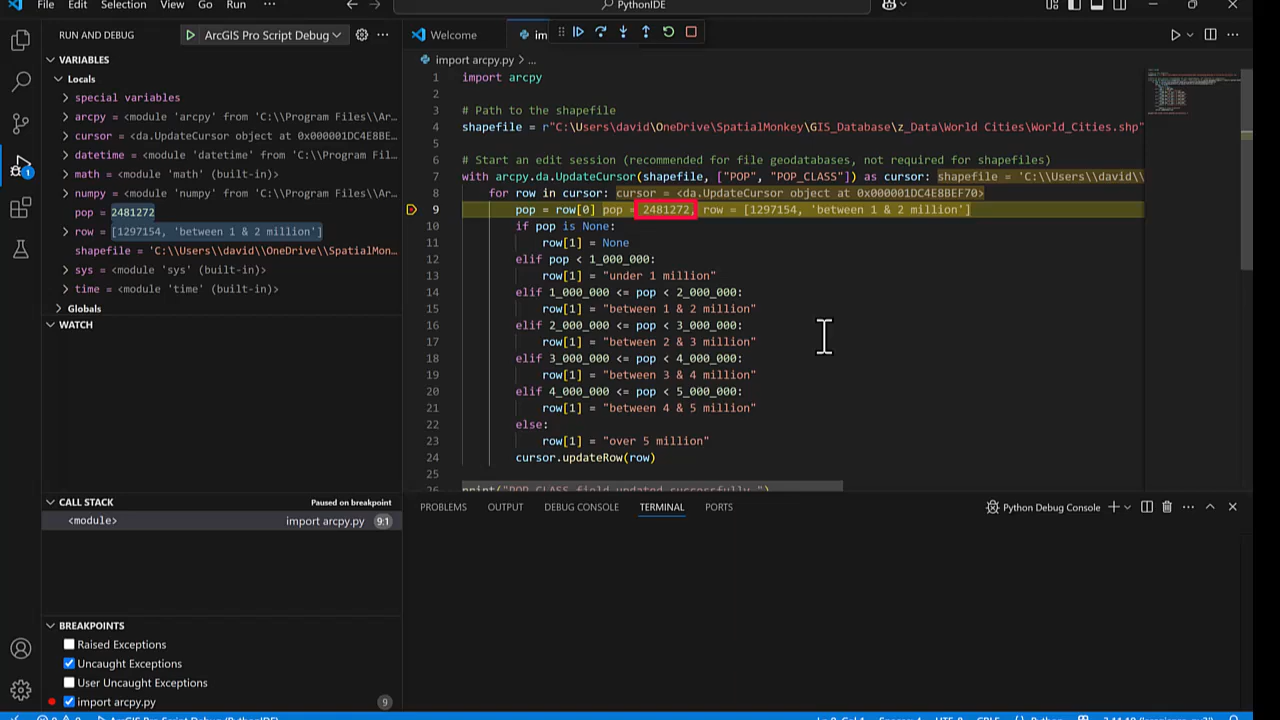 File Edit Selection View Go Run ··· PythonIDE
RUN AND DEBUG ArcGIS Pro Script Debug ···
VARIABLES
Locals
special variables
arcpy = <module 'arcpy' from 'C:\\Program Files\\Ar…
cursor = <da.UpdateCursor object at 0x000001DC4E8BE…
datetime = <module 'datetime' from 'C:\\Program Fil…
math = <module 'math' (built-in)>
numpy = <module 'numpy' from 'C:\\Program Files\\Ar…
pop = 2481272
row = [1297154, 'between 1 & 2 million']
shapefile = 'C:\\Users\\david\\OneDrive\\SpatialMon…
sys = <module 'sys' (built-in)>
time = <module 'time' (built-in)>
Globals
WATCH
CALL STACK Paused on breakpoint
<module> import arcpy.py 9:1
BREAKPOINTS
Raised Exceptions
Uncaught Exceptions
User Uncaught Exceptions
import arcpy.py 9
1
Welcome im
import arcpy.py > ...
1 import arcpy
2
3 # Path to the shapefile
4 shapefile = r"C:\Users\david\OneDrive\SpatialMonkey\GIS_Database\z_Data\World Cities\World_Cities.shp"
5
6 # Start an edit session (recommended for file geodatabases, not required for shapefiles)
7 with arcpy.da.UpdateCursor(shapefile, ["POP", "POP_CLASS"]) as cursor: shapefile = 'C:\\Users\\david\\
8 for row in cursor: cursor = <da.UpdateCursor object at 0x000001DC4E8BEF70>
9 pop = row[0] pop = 2481272, row = [1297154, 'between 1 & 2 million']
10 if pop is None:
11 row[1] = None
12 elif pop < 1_000_000:
13 row[1] = "under 1 million"
14 elif 1_000_000 <= pop < 2_000_000:
15 row[1] = "between 1 & 2 million"
16 elif 2_000_000 <= pop < 3_000_000:
17 row[1] = "between 2 & 3 million"
18 elif 3_000_000 <= pop < 4_000_000:
19 row[1] = "between 3 & 4 million"
20 elif 4_000_000 <= pop < 5_000_000:
21 row[1] = "between 4 & 5 million"
22 else:
23 row[1] = "over 5 million"
24 cursor.updateRow(row)
25
26 print("POP_CLASS field updated successfully.")
PROBLEMS OUTPUT DEBUG CONSOLE TERMINAL PORTS Python Debug Console
ArcGIS Pro Script Debug (PythonIDE)